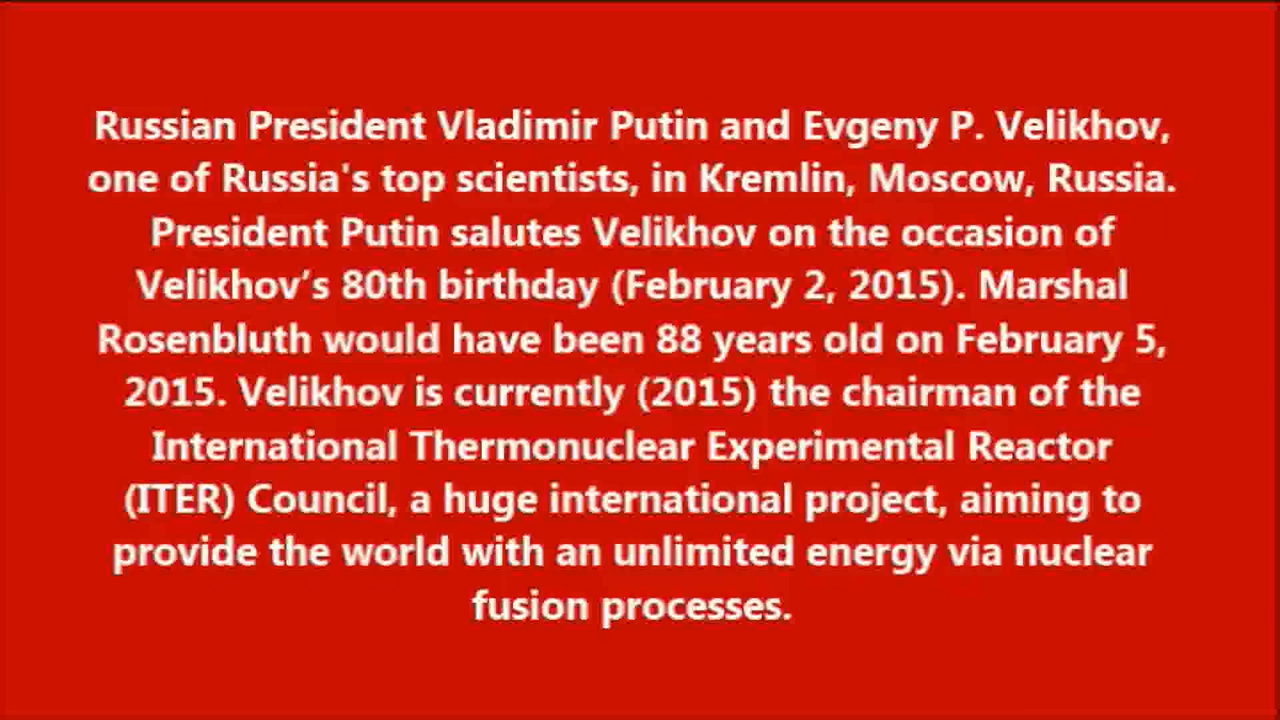 Russian President Vladimir Putin and Evgeny P. Velikhov,
one of Russia's top scientists, in Kremlin, Moscow, Russia.
President Putin salutes Velikhov on the occasion of
Velikhov’s 80th birthday (February 2, 2015). Marshal
Rosenbluth would have been 88 years old on February 5,
2015. Velikhov is currently (2015) the chairman of the
International Thermonuclear Experimental Reactor
(ITER) Council, a huge international project, aiming to
provide the world with an unlimited energy via nuclear
fusion processes.